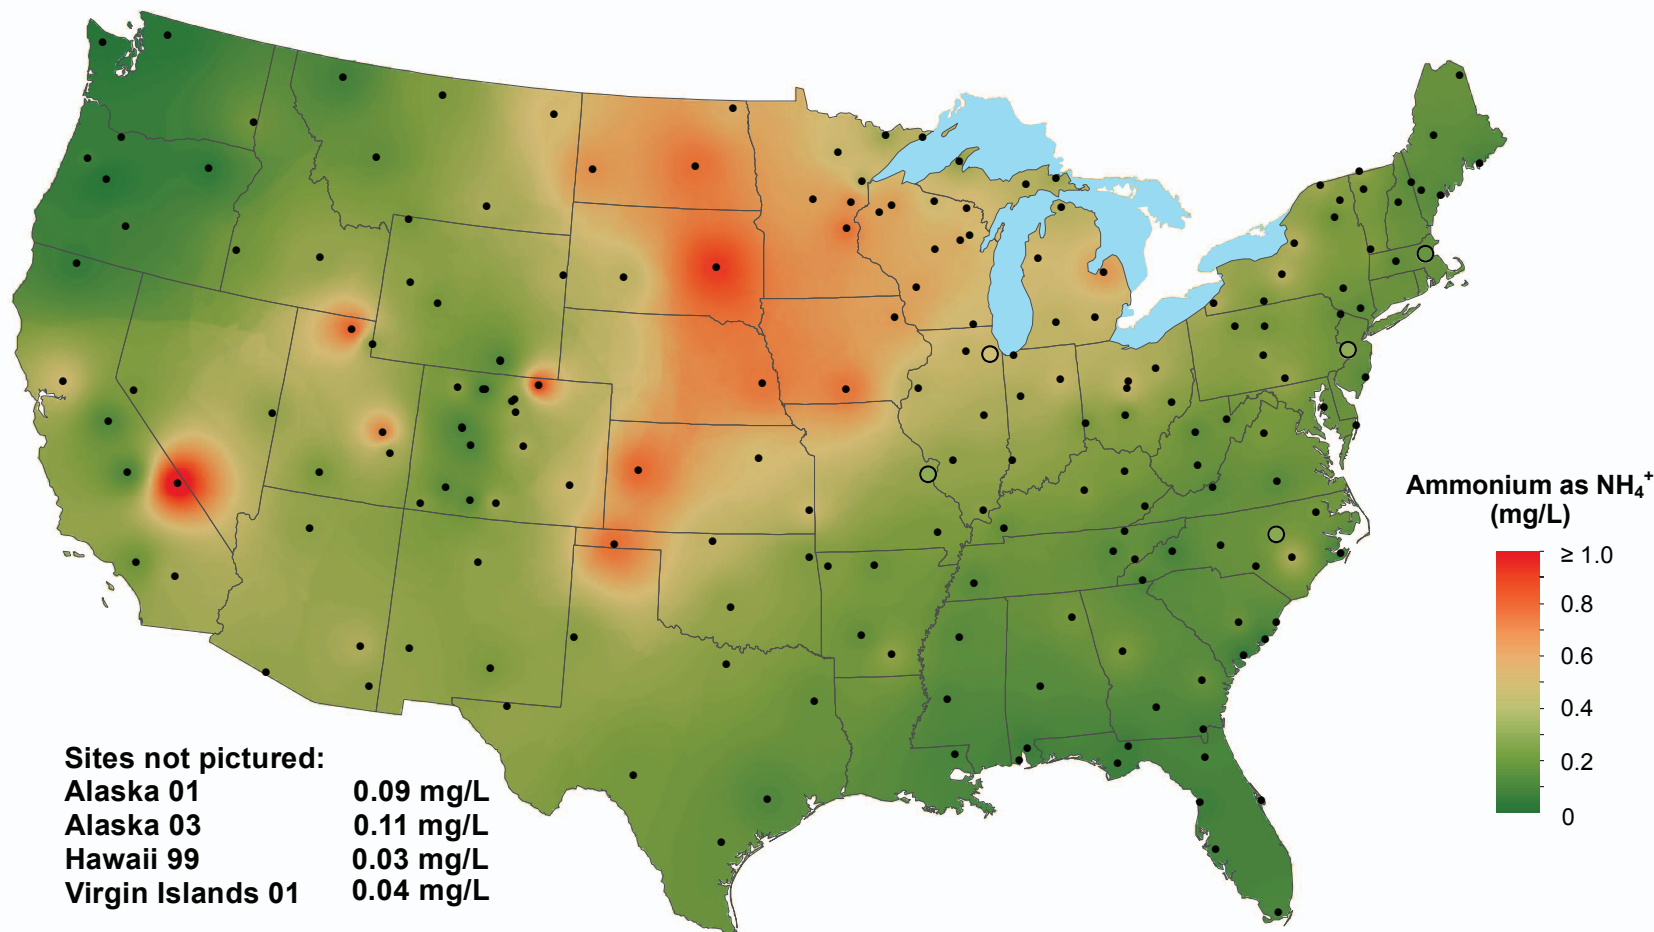 Ammonium as NH₄⁺
(mg/L)
≥ 1.0
0.8
0.6
0.4
0.2
0
Sites not pictured:
Alaska 01 0.09 mg/L
Alaska 03 0.11 mg/L
Hawaii 99 0.03 mg/L
Virgin Islands 01 0.04 mg/L